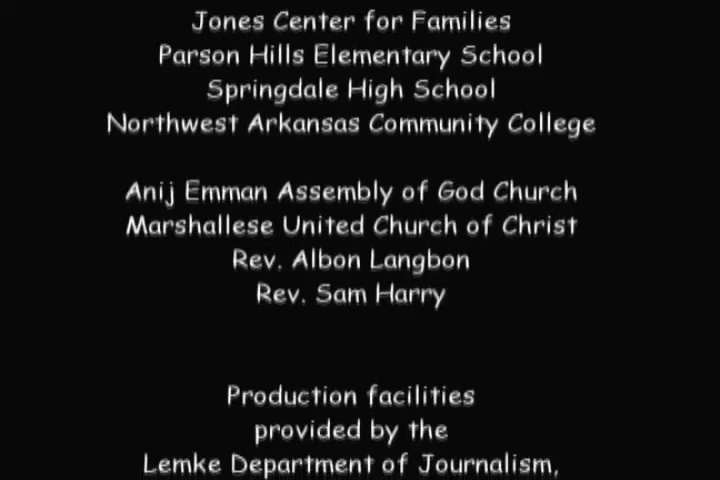 Jones Center for Families
Parson Hills Elementary School
Springdale High School
Northwest Arkansas Community College
Anij Emman Assembly of God Church
Marshallese United Church of Christ
Rev. Albon Langbon
Rev. Sam Harry
Production facilities
provided by the
Lemke Department of Journalism,